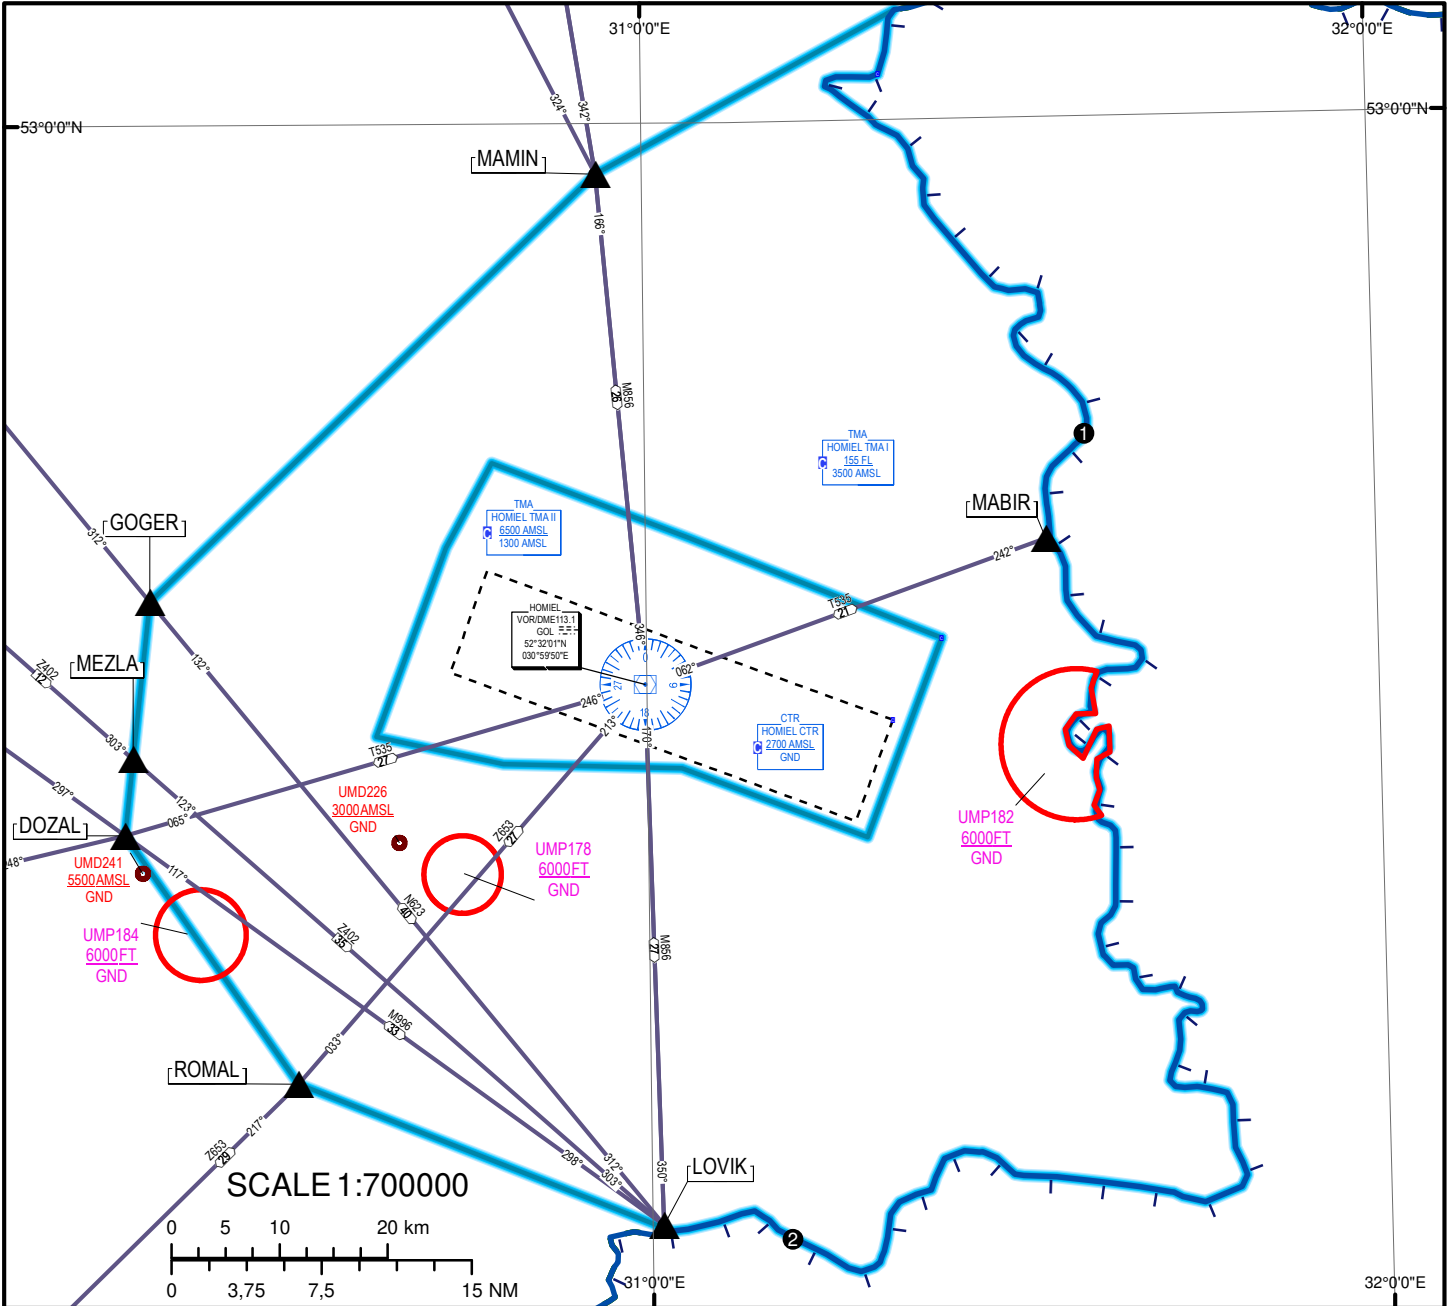 31°0'0"E
32°0'0"E
53°0'0"N
53°0'0"N
324°
342°
MAMIN
166°
M856
26
TMA
HOMIEL TMA I
C
155 FL
3500 AMSL
1
MABIR
242°
TMA
HOMIEL TMA II
C
6500 AMSL
1300 AMSL
GOGER
312°
T535
21
HOMIEL
VOR/DME113.1
GOL
52°32'01"N
030°59'50"E
346°
062°
0
9
18
27
246°
213°
170°
132°
MEZLA
Z402
12
303°
CTR
HOMIEL CTR
C
2700 AMSL
GND
T535
27
297°
123°
065°
DOZAL
248°
UMD226
3000AMSL
GND
UMD241
5500AMSL
GND
117°
Z653
27
UMP178
6000FT
GND
UMP182
6000FT
GND
UMP184
6000FT
GND
N623
40
Z402
35
M856
27
M996
33
033°
ROMAL
217°
Z653
29
298°
312°
303°
350°
LOVIK
2
SCALE 1:700000
0 5 10 20 km
0 3,75 7,5 15 NM
31°0'0"E
32°0'0"E